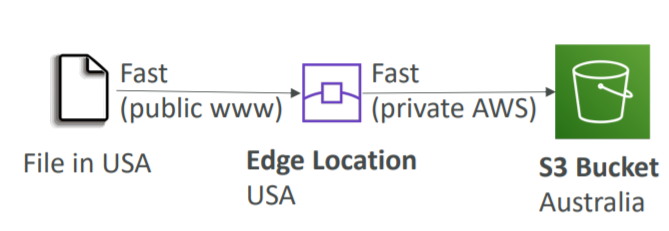 Fast
(public www)
Fast
(private AWS)
File in USA
Edge Location
USA
S3 Bucket
Australia